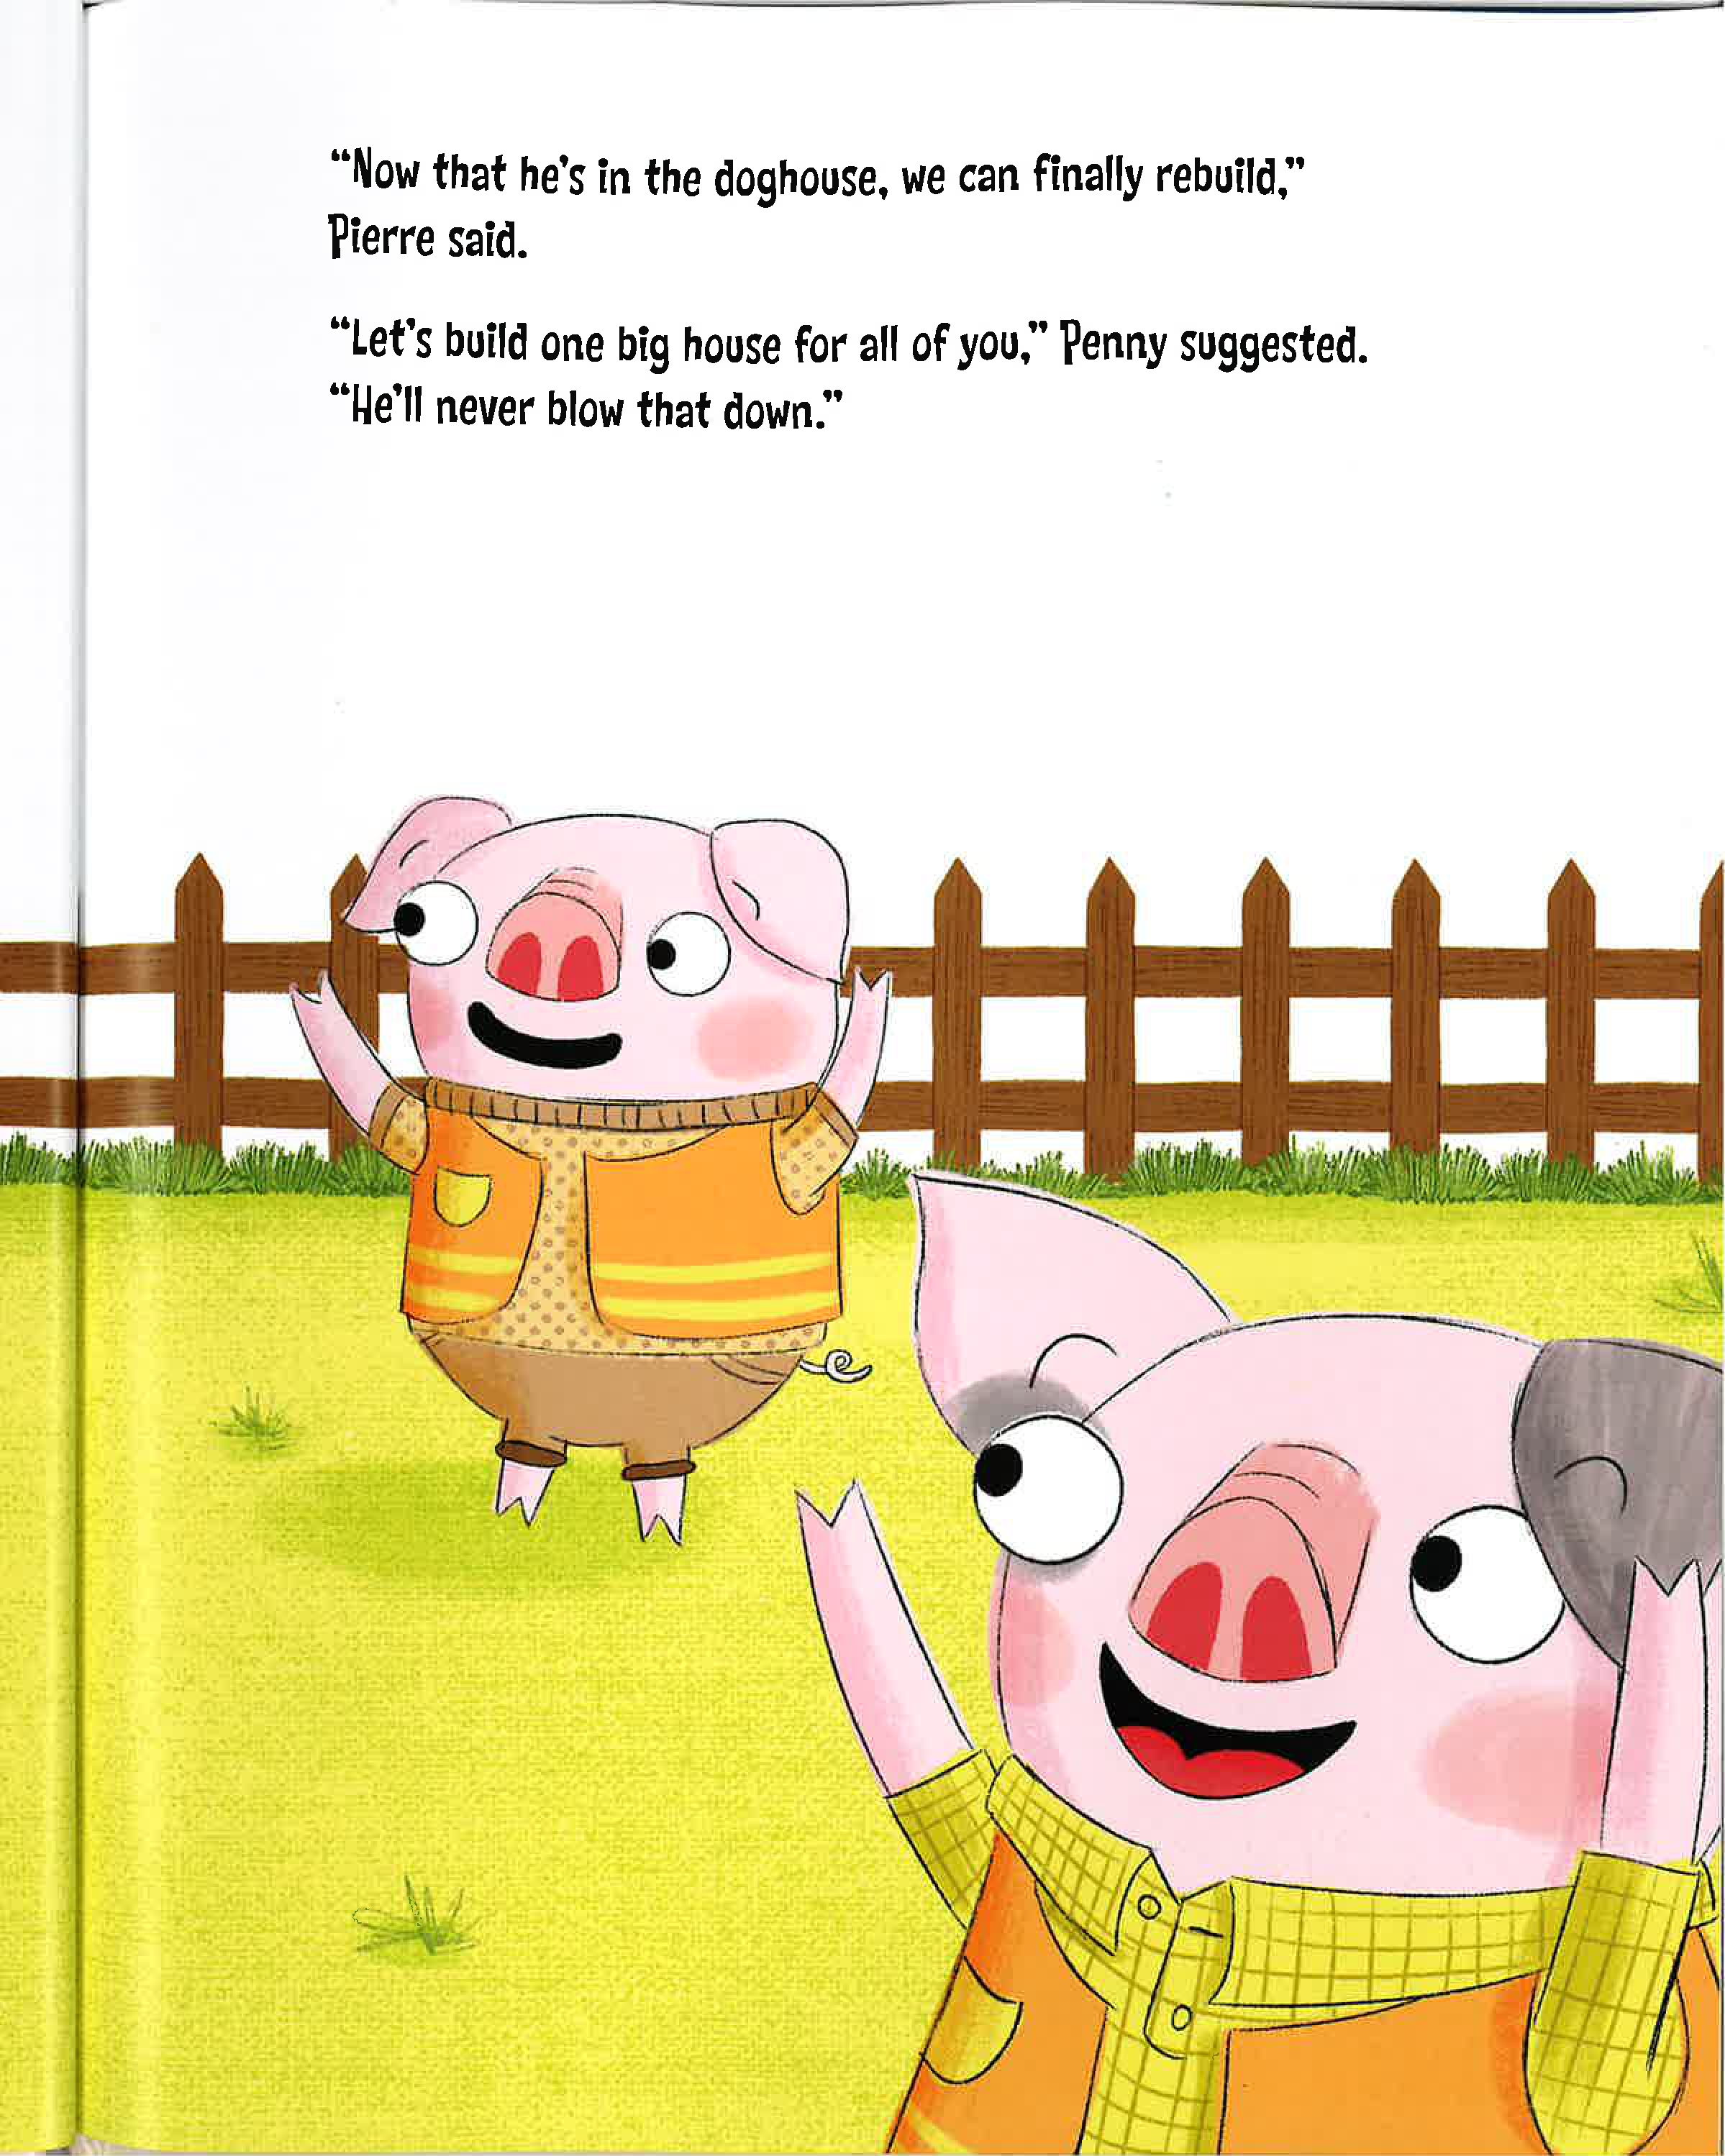 “Now that he’s in the doghouse, we can finally rebuild,”
Pierre said.
“Let’s build one big house for all of you,” Penny suggested.
“He’ll never blow that down.”